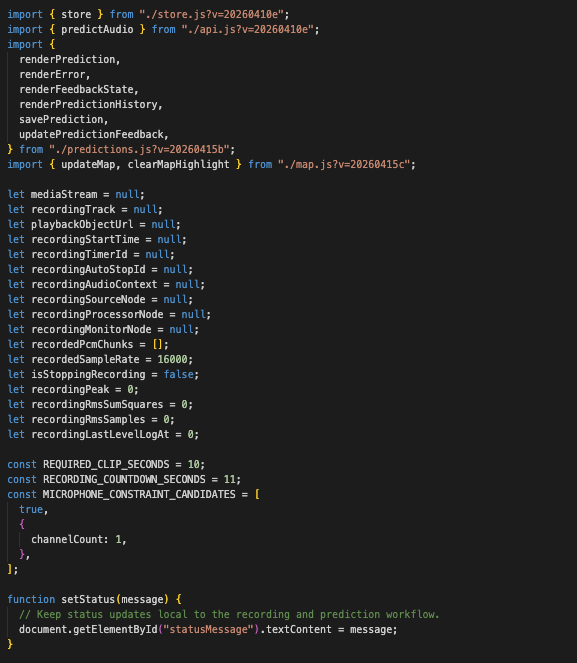 import { store } from "./store.js?v=20260410e";
import { predictAudio } from "./api.js?v=20260410e";
import {
  renderPrediction,
  renderError,
  renderFeedbackState,
  renderPredictionHistory,
  savePrediction,
  updatePredictionFeedback,
} from "./predictions.js?v=20260415b";
import { updateMap, clearMapHighlight } from "./map.js?v=20260415c";

let mediaStream = null;
let recordingTrack = null;
let playbackObjectUrl = null;
let recordingStartTime = null;
let recordingTimerId = null;
let recordingAutoStopId = null;
let recordingAudioContext = null;
let recordingSourceNode = null;
let recordingProcessorNode = null;
let recordingMonitorNode = null;
let recordedPcmChunks = [];
let recordedSampleRate = 16000;
let isStoppingRecording = false;
let recordingPeak = 0;
let recordingRmsSumSquares = 0;
let recordingRmsSamples = 0;
let recordingLastLevelLogAt = 0;

const REQUIRED_CLIP_SECONDS = 10;
const RECORDING_COUNTDOWN_SECONDS = 11;
const MICROPHONE_CONSTRAINT_CANDIDATES = [
  true,
  {
    channelCount: 1,
  },
];

function setStatus(message) {
  // Keep status updates local to the recording and prediction workflow.
  document.getElementById("statusMessage").textContent = message;
}